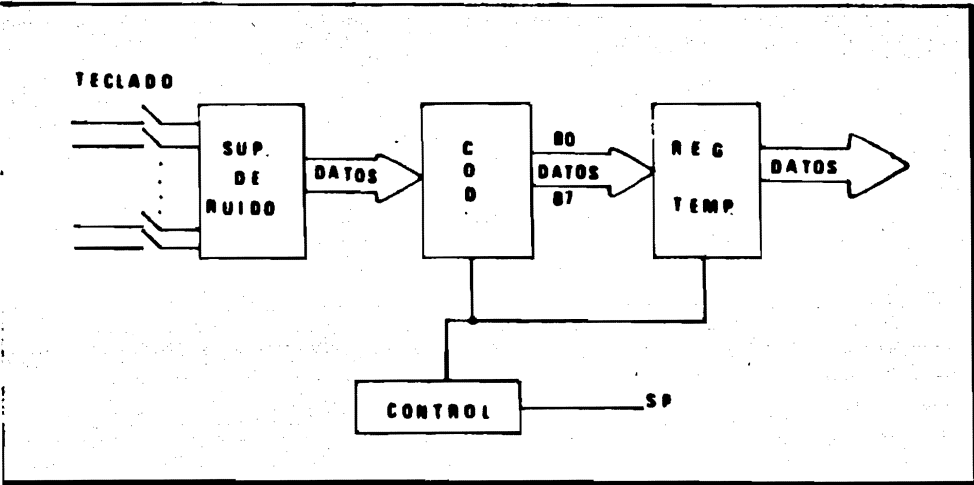 TECLADO
SUP.
DE
RUIDO
DATOS
C
O
D
B0
DATOS
B7
REG
TEMP.
DATOS
CONTROL
SP